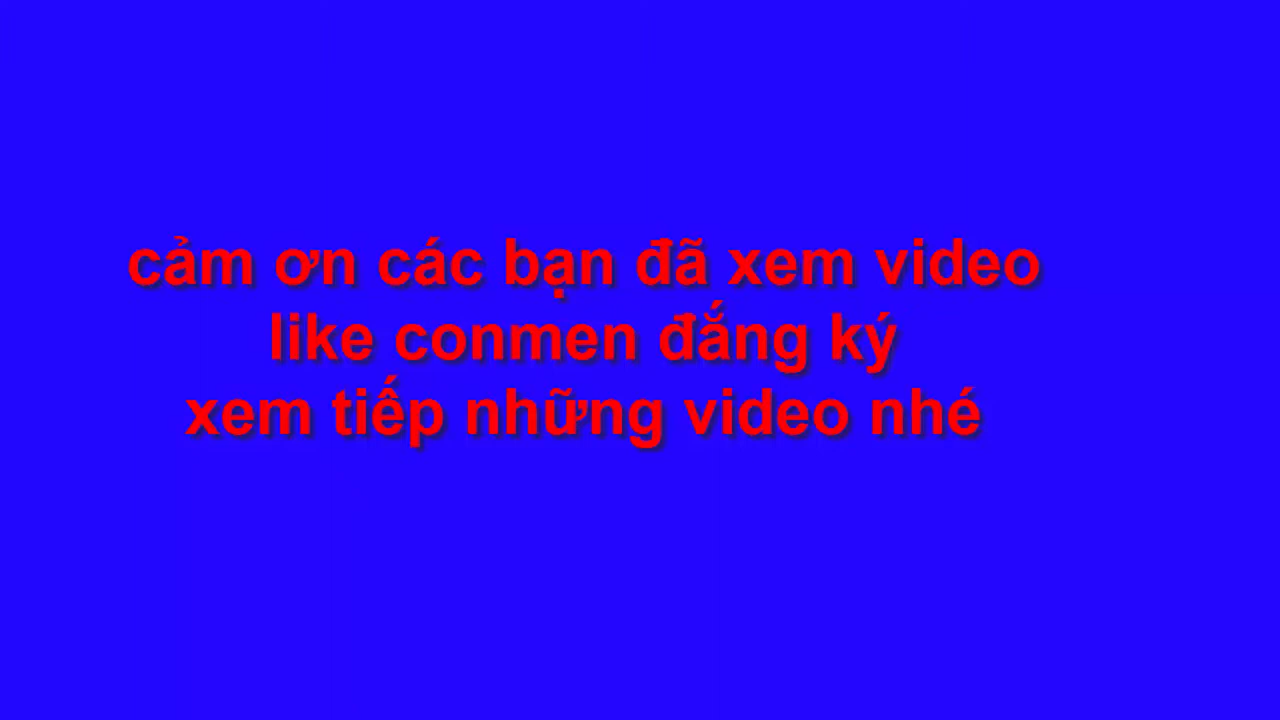 cảm ơn các bạn đã xem video
like conmen đắng ký
xem tiếp những video nhé